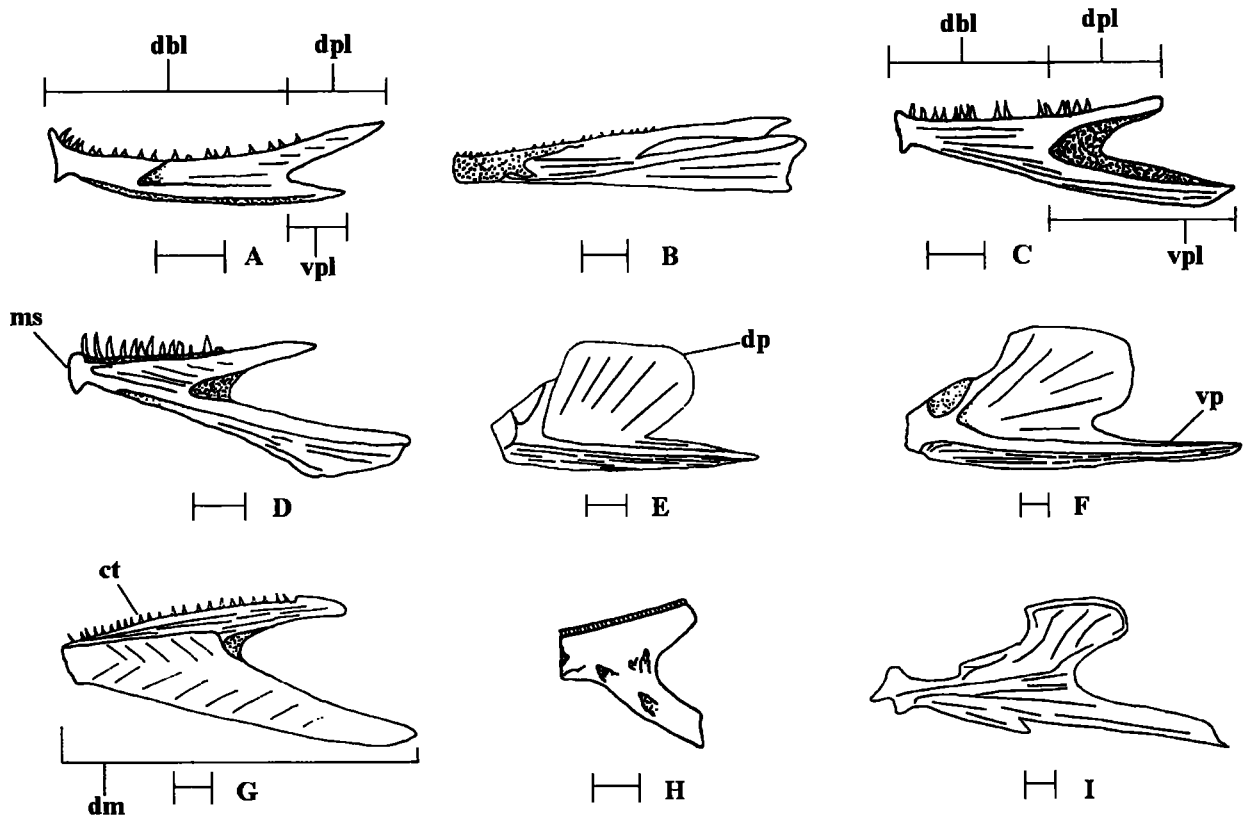 dbl dpl dbl dpl
A vpl B C vpl
ms dp vp
D E F
ct
dm G H I